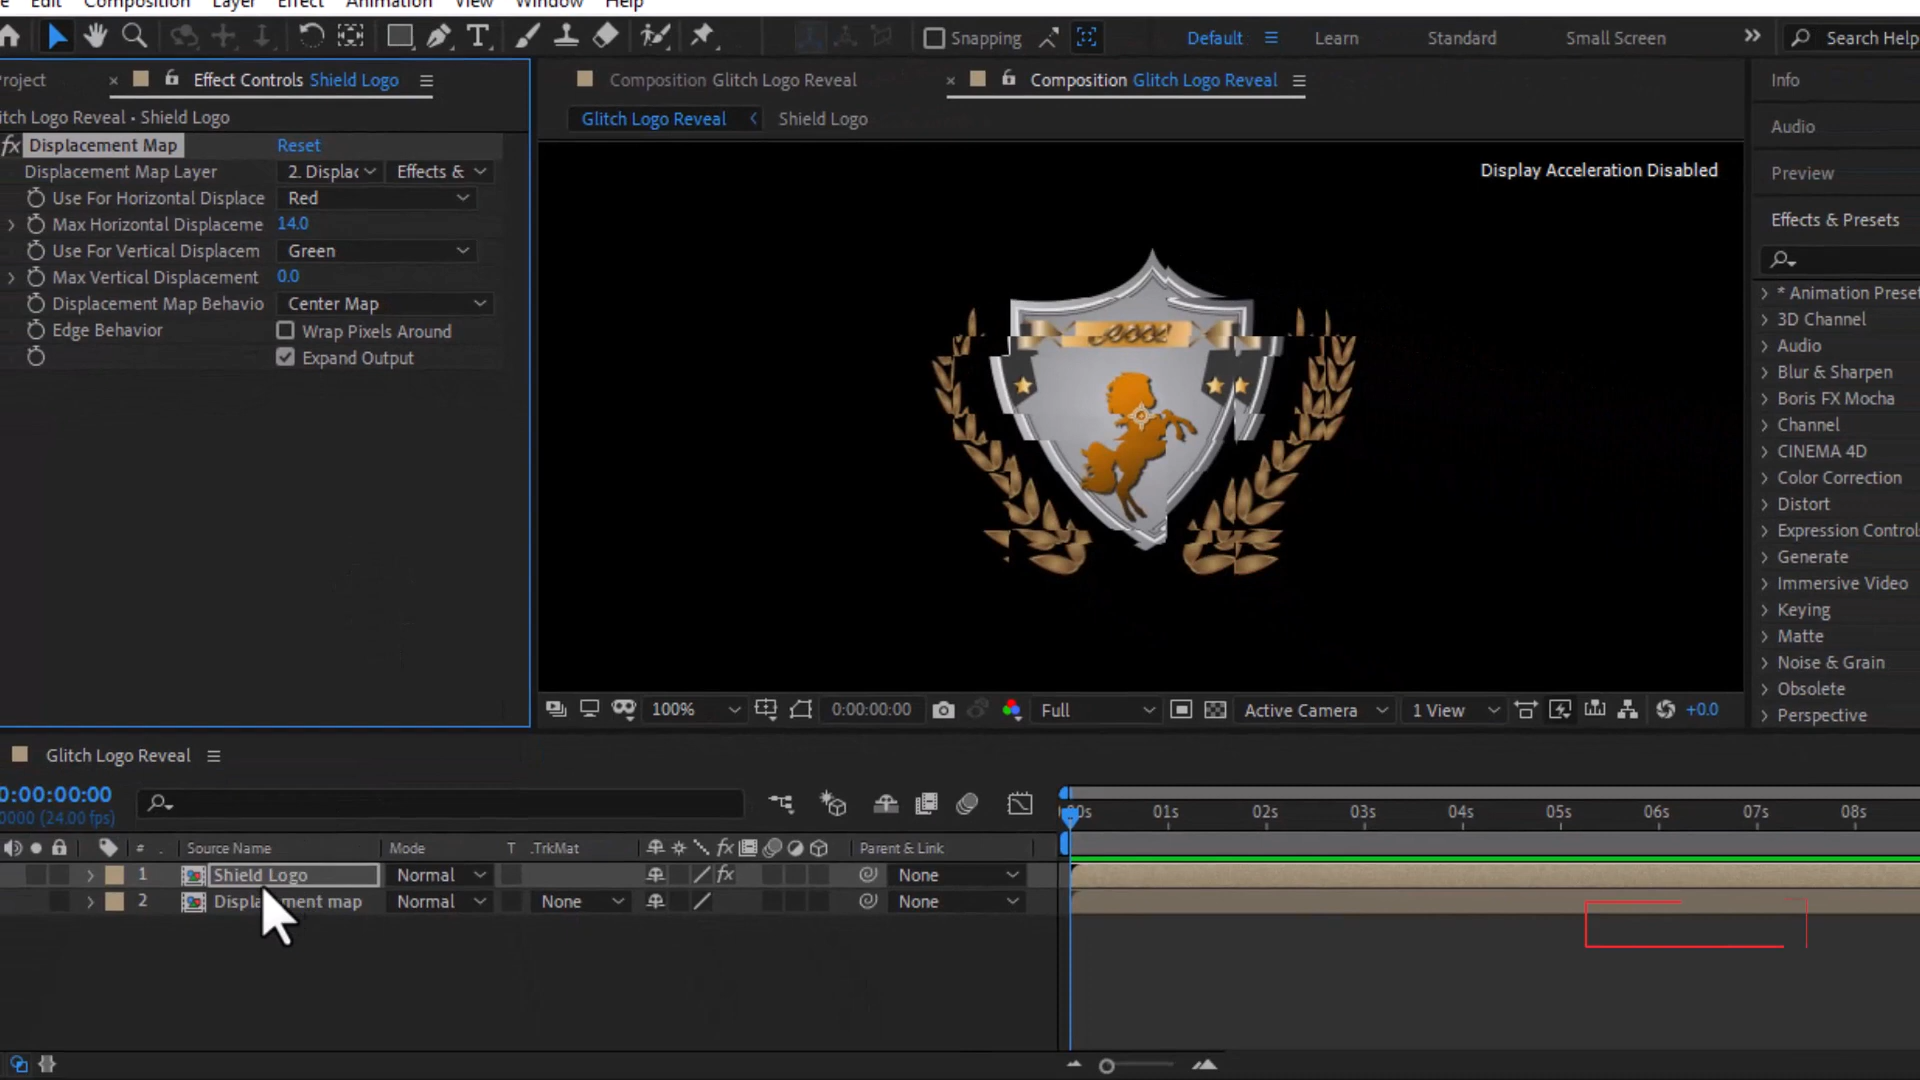 Edit Composition Layer Effect Animation View Window Help
Snapping Default Learn Standard Small Screen Search Help
roject Effect Controls Shield Logo Composition Glitch Logo Reveal Composition Glitch Logo Reveal Info
itch Logo Reveal • Shield Logo Glitch Logo Reveal Shield Logo Audio
fx Displacement Map Reset
Displacement Map Layer 2. Displac Effects & Display Acceleration Disabled Preview
Use For Horizontal Displace Red
Max Horizontal Displaceme 14.0 Effects & Presets
Use For Vertical Displacem Green
Max Vertical Displacement 0.0
Displacement Map Behavio Center Map
Edge Behavior Wrap Pixels Around
Expand Output
* Animation Preset
3D Channel
Audio
Blur & Sharpen
Boris FX Mocha
Channel
CINEMA 4D
Color Correction
Distort
Expression Controls
Generate
Immersive Video
Keying
Matte
Noise & Grain
Obsolete
Perspective
100% 0:00:00:00 Full Active Camera 1 View +0.0
Glitch Logo Reveal
0:00:00:00
0000 (24.00 fps)
00s 01s 02s 03s 04s 05s 06s 07s 08s
# Source Name Mode T .TrkMat fx Parent & Link
1 Shield Logo Normal fx None
2 Displacement map Normal None None